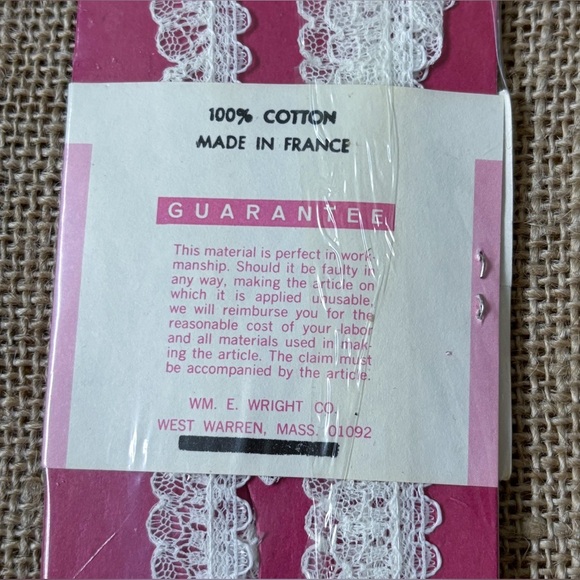 100% COTTON
MADE IN FRANCE
GUARANTEE
This material is perfect in work-
manship. Should it be faulty in
any way, making the article on
which it is applied unusable,
we will reimburse you for the
reasonable cost of your labor
and all materials used in mak-
ing the article. The claim must
be accompanied by the article.
WM. E. WRIGHT CO.
WEST WARREN, MASS. 01092